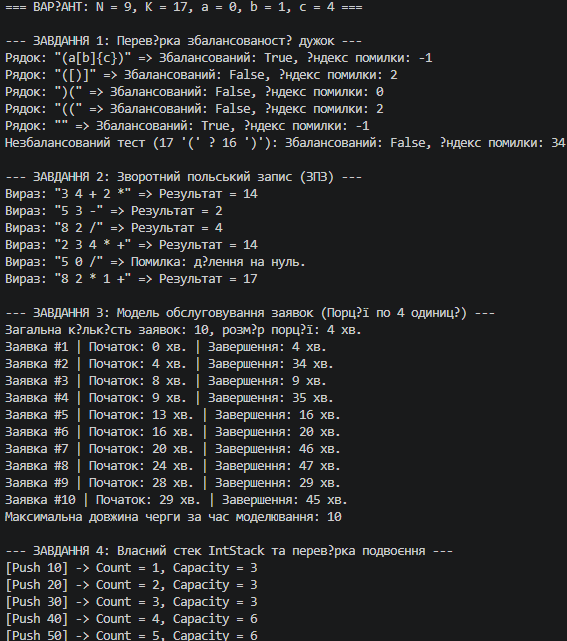 === ВАР?АНТ: N = 9, K = 17, a = 0, b = 1, c = 4 ===
--- ЗАВДАННЯ 1: Перев?рка збалансованост? дужок ---
Рядок: "(a[b]{c})" => Збалансований: True, ?ндекс помилки: -1
Рядок: "([)]" => Збалансований: False, ?ндекс помилки: 2
Рядок: ")(" => Збалансований: False, ?ндекс помилки: 0
Рядок: "((" => Збалансований: False, ?ндекс помилки: 2
Рядок: "" => Збалансований: True, ?ндекс помилки: -1
Незбалансований тест (17 '(' ? 16 ')'): Збалансований: False, ?ндекс помилки: 34
--- ЗАВДАННЯ 2: Зворотний польський запис (ЗПЗ) ---
Вираз: "3 4 + 2 *" => Результат = 14
Вираз: "5 3 -" => Результат = 2
Вираз: "8 2 /" => Результат = 4
Вираз: "2 3 4 * +" => Результат = 14
Вираз: "5 0 /" => Помилка: д?лення на нуль.
Вираз: "8 2 * 1 +" => Результат = 17
--- ЗАВДАННЯ 3: Модель обслуговування заявок (Порц?ї по 4 одиниц?) ---
Загальна к?льк?сть заявок: 10, розм?р порц?ї: 4 хв.
Заявка #1 | Початок: 0 хв. | Завершення: 4 хв.
Заявка #2 | Початок: 4 хв. | Завершення: 34 хв.
Заявка #3 | Початок: 8 хв. | Завершення: 9 хв.
Заявка #4 | Початок: 9 хв. | Завершення: 35 хв.
Заявка #5 | Початок: 13 хв. | Завершення: 16 хв.
Заявка #6 | Початок: 16 хв. | Завершення: 20 хв.
Заявка #7 | Початок: 20 хв. | Завершення: 46 хв.
Заявка #8 | Початок: 24 хв. | Завершення: 47 хв.
Заявка #9 | Початок: 28 хв. | Завершення: 29 хв.
Заявка #10 | Початок: 29 хв. | Завершення: 45 хв.
Максимальна довжина черги за час моделювання: 10
--- ЗАВДАННЯ 4: Власний стек IntStack та перев?рка подвоєння ---
[Push 10] -> Count = 1, Capacity = 3
[Push 20] -> Count = 2, Capacity = 3
[Push 30] -> Count = 3, Capacity = 3
[Push 40] -> Count = 4, Capacity = 6
[Push 50] -> Count = 5, Capacity = 6